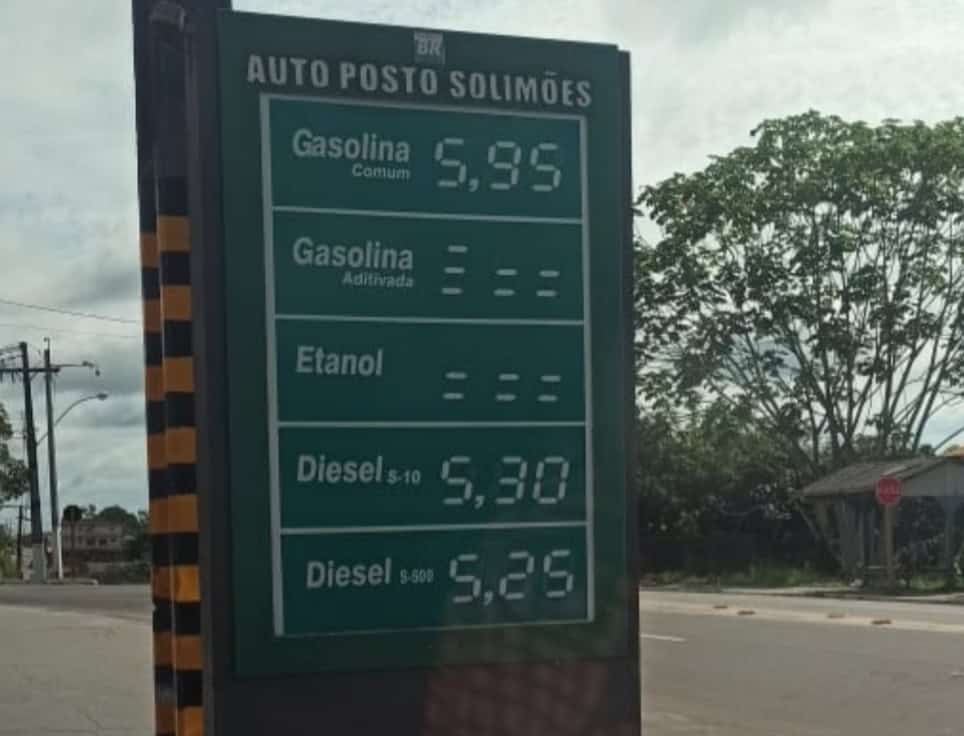 BR
AUTO POSTO SOLIMÕES
Gasolina 5,95
Comum
Gasolina
Aditivada
Etanol
Diesel S-10 5,30
Diesel S-500 5,25